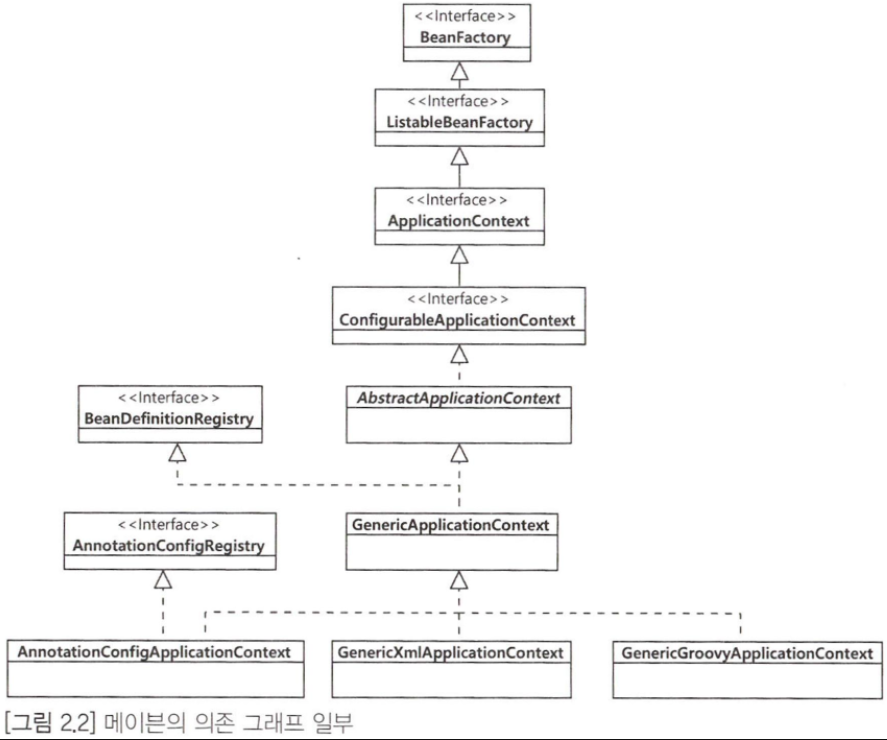 <<Interface>>
BeanFactory
<<Interface>>
ListableBeanFactory
<<Interface>>
ApplicationContext
<<Interface>>
ConfigurableApplicationContext
<<Interface>>
BeanDefinitionRegistry
AbstractApplicationContext
<<Interface>>
AnnotationConfigRegistry
GenericApplicationContext
AnnotationConfigApplicationContext
GenericXmlApplicationContext
GenericGroovyApplicationContext
[그림 2.2] 메이븐의 의존 그래프 일부